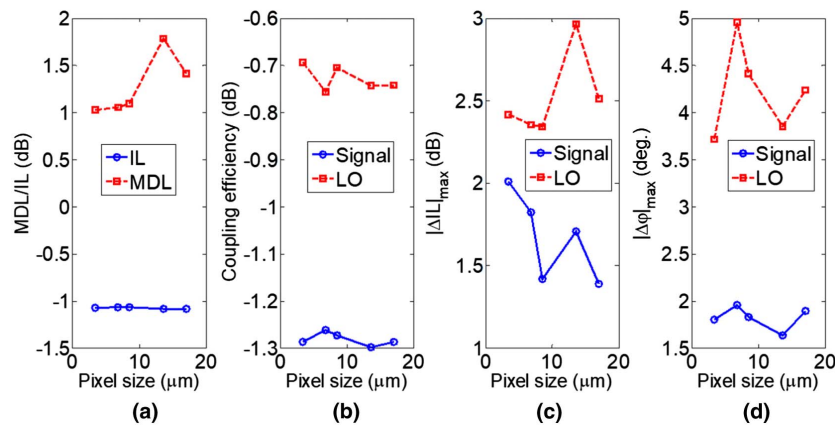 2
1.5
1
0.5
0
-0.5
-1
-1.5
MDL/IL (dB)
IL
MDL
0 10 20
Pixel size (μm)
(a)
-0.6
-0.7
-0.8
-0.9
-1
-1.1
-1.2
-1.3
Coupling efficiency (dB)
Signal
LO
0 10 20
Pixel size (μm)
(b)
3
2.5
2
1.5
1
|ΔIL|max (dB)
Signal
LO
0 10 20
Pixel size (μm)
(c)
5
4.5
4
3.5
3
2.5
2
1.5
|Δφ|max (deg.)
Signal
LO
0 10 20
Pixel size (μm)
(d)